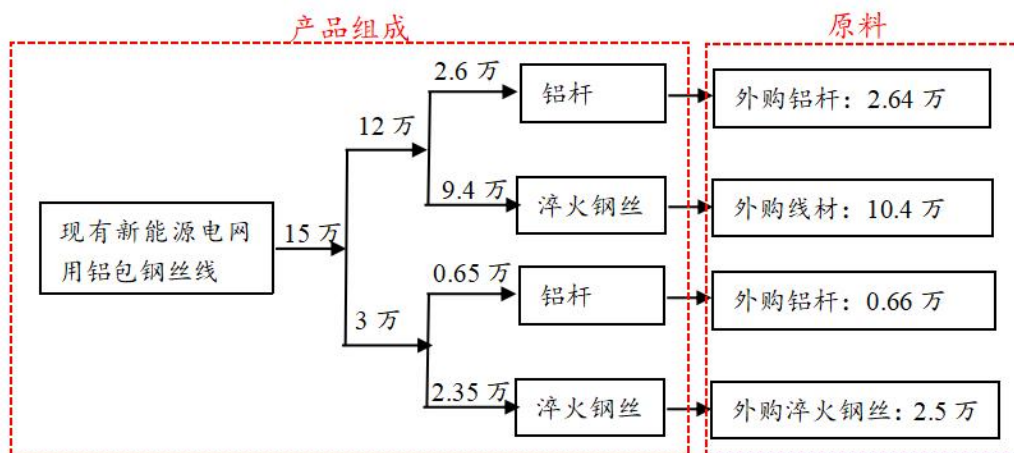 产品组成
原料
2.6 万
铝杆
外购铝杆：2.64 万
12 万
9.4 万
淬火钢丝
外购线材：10.4 万
现有新能源电网
用铝包钢丝线
15 万
0.65 万
铝杆
外购铝杆：0.66 万
3 万
2.35 万
淬火钢丝
外购淬火钢丝：2.5 万